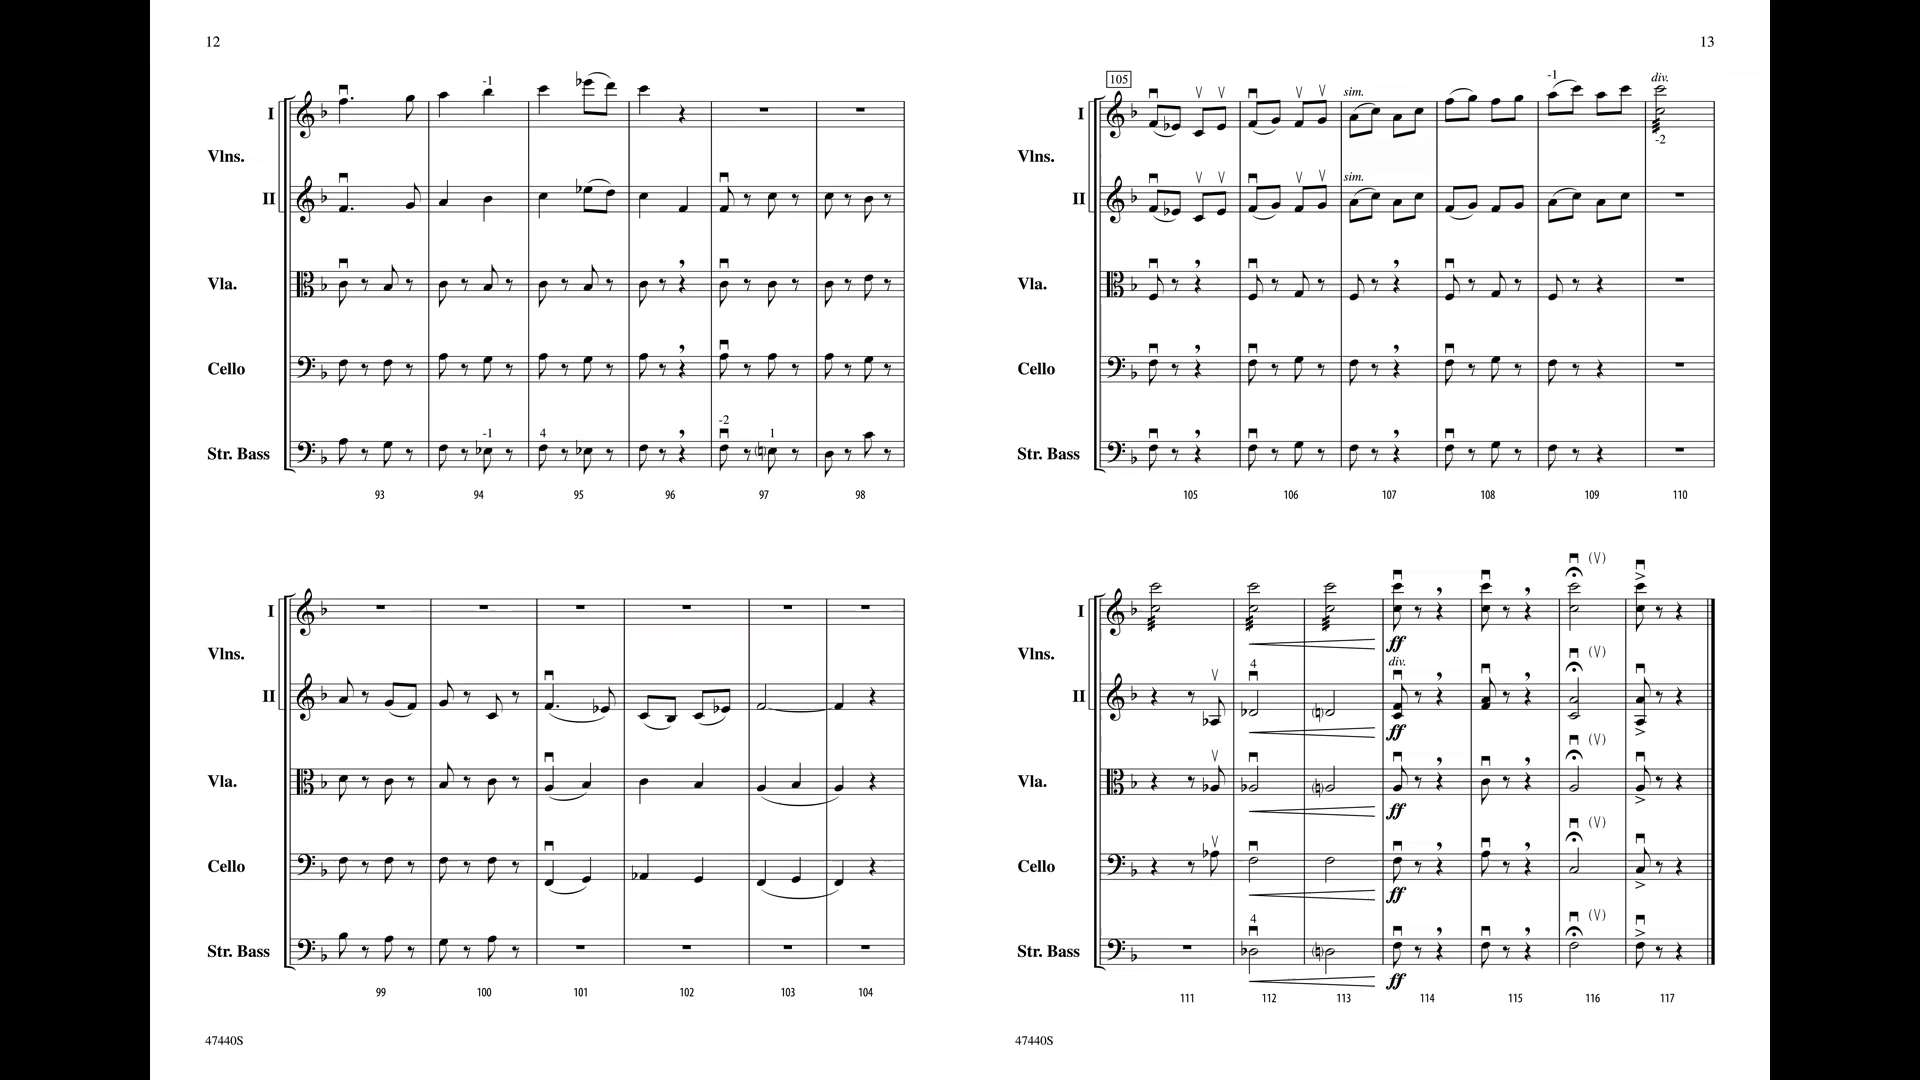 12
I
-1
Vlns.
II
Vla.
Cello
-1 4 -2 1
Str. Bass
93 94 95 96 97 98
I
Vlns.
II
Vla.
Cello
Str. Bass
99 100 101 102 103 104
47440S
13
105
sim. -1 div.
I
-2
Vlns.
sim.
II
Vla.
Cello
Str. Bass
105 106 107 108 109 110
(V)
I
ff
Vlns.
4 div. (V)
II
ff
(V)
Vla.
ff
(V)
Cello
ff
4 (V)
Str. Bass
ff
111 112 113 114 115 116 117
47440S